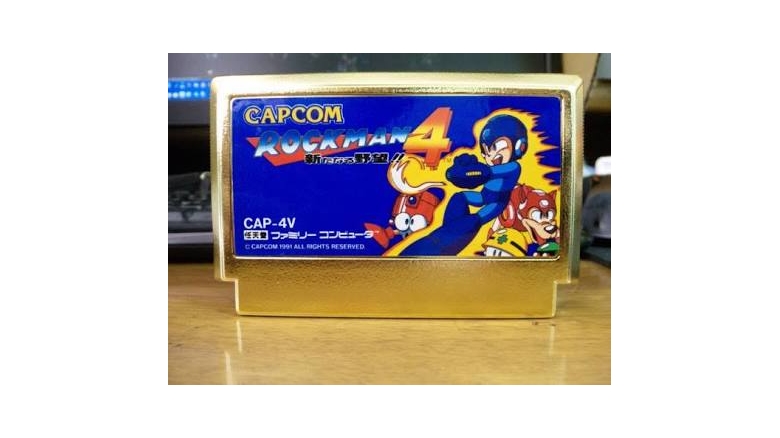 CAPCOM
ROCKMAN 4
新たなる野望!!
CAP-4V
任天堂 ファミリー コンピュータ
© CAPCOM 1991 ALL RIGHTS RESERVED.